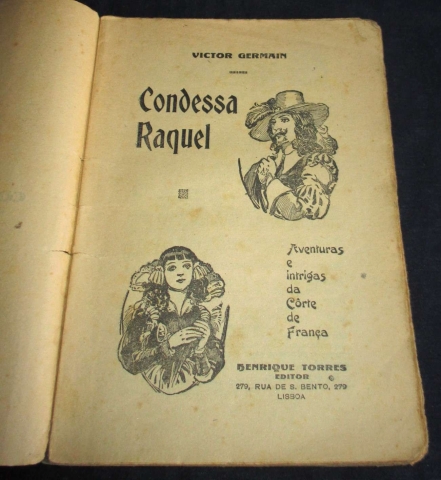 VICTOR GERMAIN
Condessa
Raquel
Aventuras
e
intrigas
da
Côrte
de
França
HENRIQUE TORRES
EDITOR
279, RUA DE S. BENTO, 279
LISBOA